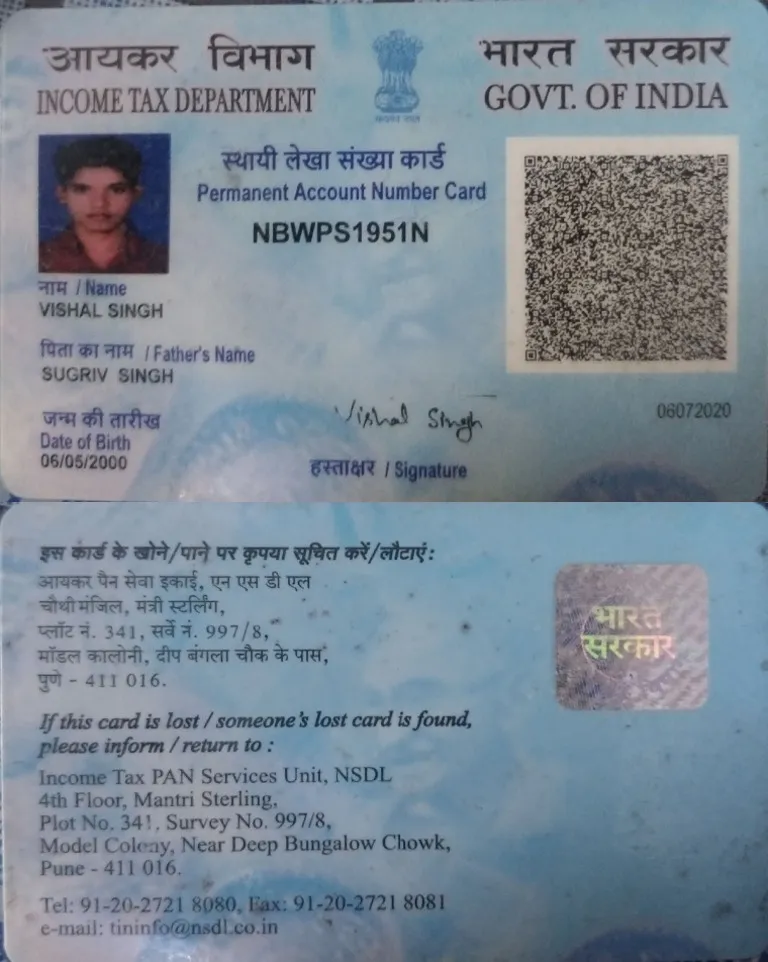 आयकर विभाग
INCOME TAX DEPARTMENT
भारत सरकार
GOVT. OF INDIA
स्थायी लेखा संख्या कार्ड
Permanent Account Number Card
NBWPS1951N
नाम / Name
VISHAL SINGH
पिता का नाम / Father's Name
SUGRIV SINGH
जन्म की तारीख
Date of Birth
06/05/2000
Vishal Singh
हस्ताक्षर / Signature
06072020
इस कार्ड के खोने/पाने पर कृपया सूचित करें/लौटाएं:
आयकर पैन सेवा इकाई, एन एस डी एल
चौथी मंजिल, मंत्री स्टर्लिंग,
प्लॉट नं. 341, सर्वे नं. 997/8,
मॉडल कालोनी, दीप बंगला चौक के पास,
पुणे - 411 016.
भारत
सरकार
If this card is lost / someone's lost card is found,
please inform / return to :
Income Tax PAN Services Unit, NSDL
4th Floor, Mantri Sterling,
Plot No. 341, Survey No. 997/8,
Model Colony, Near Deep Bungalow Chowk,
Pune - 411 016.
Tel: 91-20-2721 8080, Fax: 91-20-2721 8081
e-mail: tininfo@nsdl.co.in